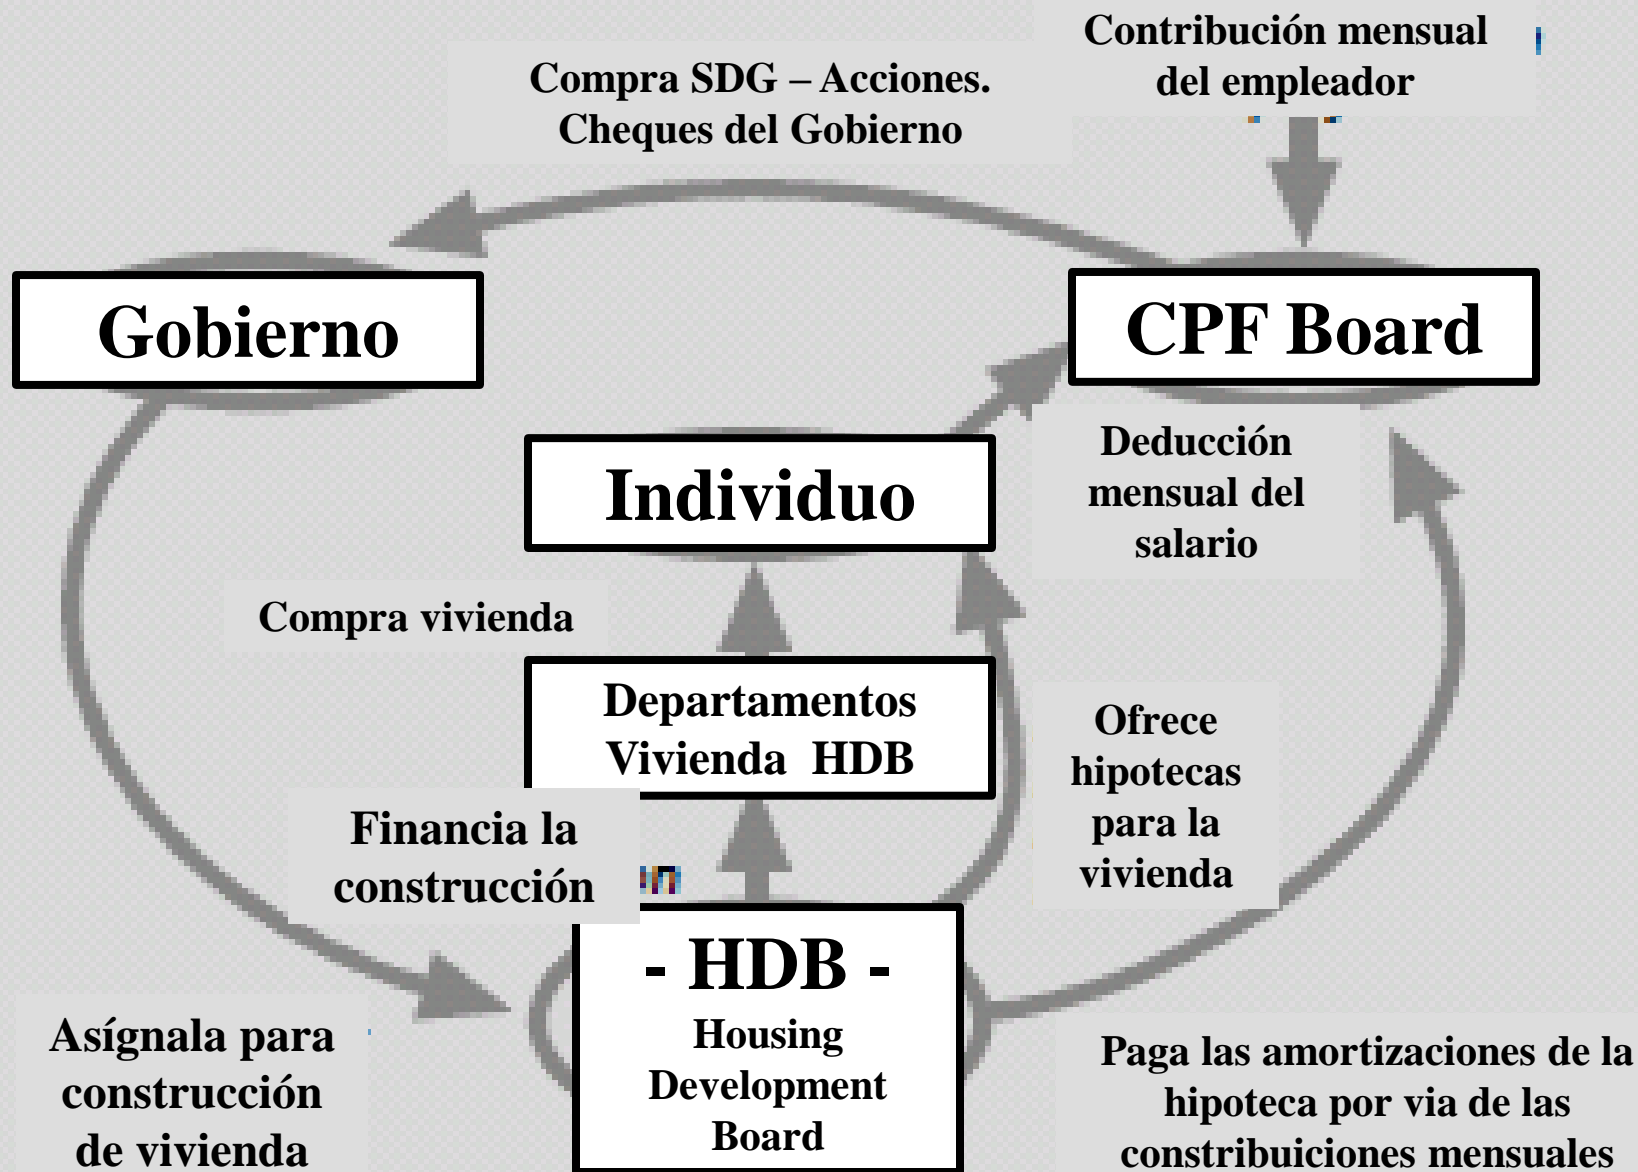 Contribución mensual
del empleador
Compra SDG – Acciones.
Cheques del Gobierno
Gobierno
CPF Board
Individuo
Deducción
mensual del
salario
Compra vivienda
Departamentos
Vivienda HDB
Ofrece
hipotecas
para la
vivienda
Financia la
construcción
- HDB -
Housing
Development
Board
Asígnala para
construcción
de vivienda
Paga las amortizaciones de la
hipoteca por via de las
constribuiciones mensuales